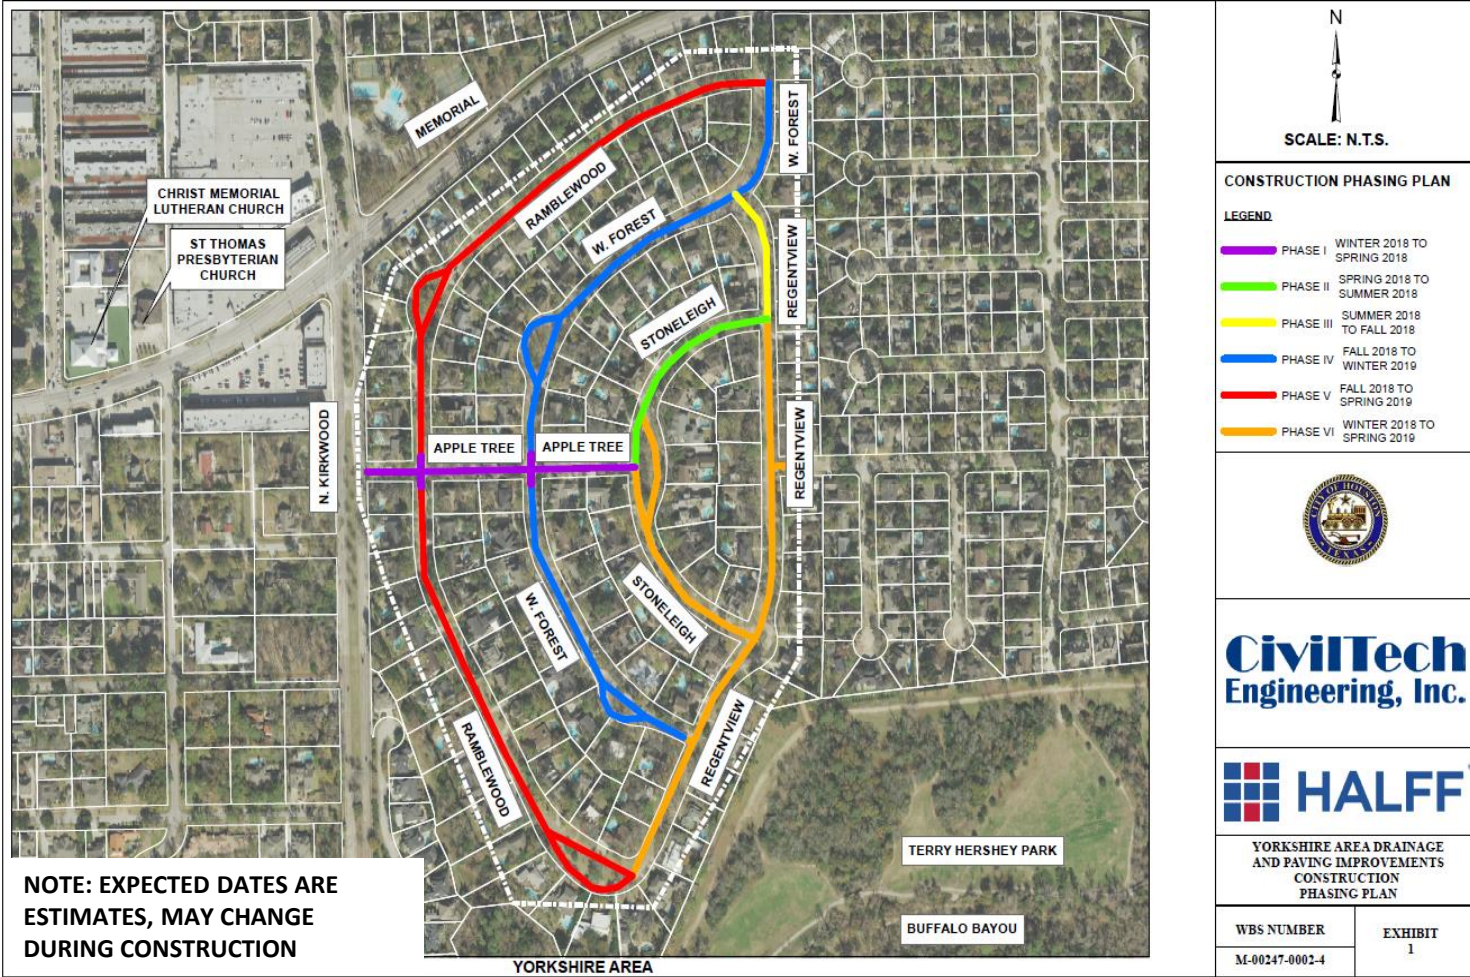 MEMORIAL
W. FOREST
CHRIST MEMORIAL
LUTHERAN CHURCH
ST THOMAS
PRESBYTERIAN
CHURCH
RAMBLEWOOD
W. FOREST
REGENTVIEW
STONELEIGH
N. KIRKWOOD
APPLE TREE
APPLE TREE
REGENTVIEW
W. FOREST
STONELEIGH
RAMBLEWOOD
REGENTVIEW
TERRY HERSHEY PARK
BUFFALO BAYOU
NOTE: EXPECTED DATES ARE
ESTIMATES, MAY CHANGE
DURING CONSTRUCTION
YORKSHIRE AREA
N
SCALE: N.T.S.
CONSTRUCTION PHASING PLAN
LEGEND
PHASE I WINTER 2018 TO
SPRING 2018
PHASE II SPRING 2018 TO
SUMMER 2018
PHASE III SUMMER 2018
TO FALL 2018
PHASE IV FALL 2018 TO
WINTER 2019
PHASE V FALL 2018 TO
SPRING 2019
PHASE VI WINTER 2018 TO
SPRING 2019
CITY OF HOUSTON
TEXAS
CivilTech
Engineering, Inc.
HALFF
YORKSHIRE AREA DRAINAGE
AND PAVING IMPROVEMENTS
CONSTRUCTION
PHASING PLAN
WBS NUMBER
M-00247-0002-4
EXHIBIT
1